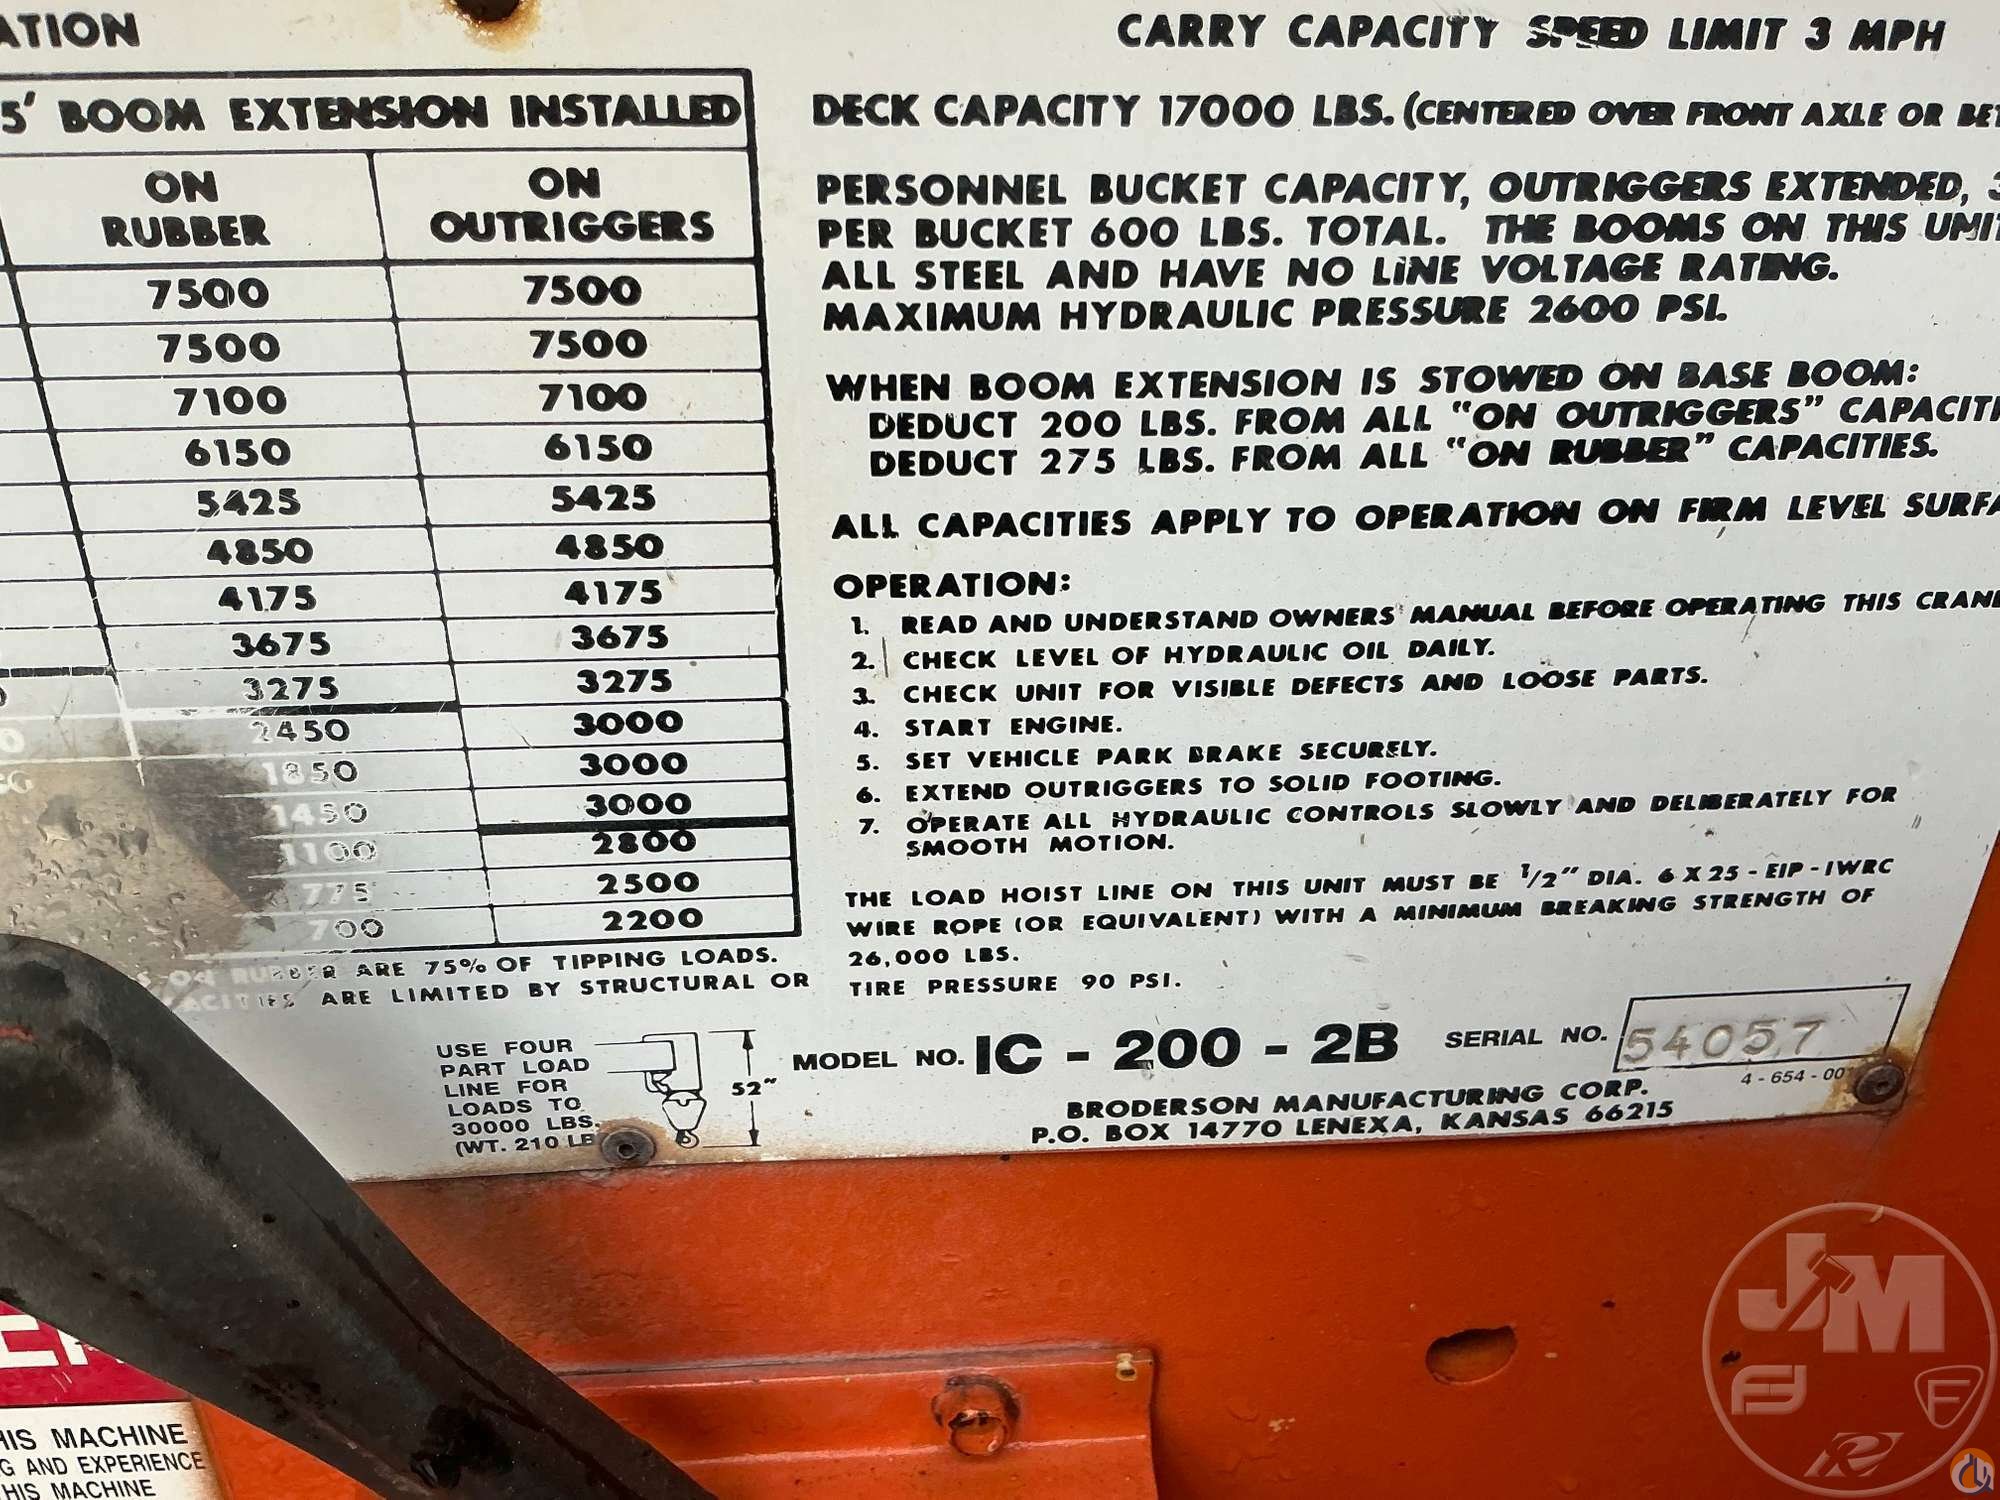 ATION
CARRY CAPACITY SPEED LIMIT 3 MPH
5' BOOM EXTENSION INSTALLED
ON RUBBER
ON OUTRIGGERS
7500 7500
7500 7500
7100 7100
6150 6150
5425 5425
4850 4850
4175 4175
3675 3675
3275 3275
2450 3000
1850 3000
1450 3000
1100 2800
775 2500
700 2200
ON RUBBER ARE 75% OF TIPPING LOADS.
ARE LIMITED BY STRUCTURAL OR
DECK CAPACITY 17000 LBS. (CENTERED OVER FRONT AXLE OR BET
PERSONNEL BUCKET CAPACITY, OUTRIGGERS EXTENDED, 3
PER BUCKET 600 LBS. TOTAL. THE BOOMS ON THIS UNIT
ALL STEEL AND HAVE NO LINE VOLTAGE RATING.
MAXIMUM HYDRAULIC PRESSURE 2600 PSI.
WHEN BOOM EXTENSION IS STOWED ON BASE BOOM:
DEDUCT 200 LBS. FROM ALL "ON OUTRIGGERS" CAPACITI
DEDUCT 275 LBS. FROM ALL "ON RUBBER" CAPACITIES.
ALL CAPACITIES APPLY TO OPERATION ON FIRM LEVEL SURFA
OPERATION:
1. READ AND UNDERSTAND OWNERS' MANUAL BEFORE OPERATING THIS CRANE
2. CHECK LEVEL OF HYDRAULIC OIL DAILY.
3. CHECK UNIT FOR VISIBLE DEFECTS AND LOOSE PARTS.
4. START ENGINE.
5. SET VEHICLE PARK BRAKE SECURELY.
6. EXTEND OUTRIGGERS TO SOLID FOOTING.
7. OPERATE ALL HYDRAULIC CONTROLS SLOWLY AND DELIBERATELY FOR
SMOOTH MOTION.
THE LOAD HOIST LINE ON THIS UNIT MUST BE 1/2" DIA. 6 X 25 - EIP - IWRC
WIRE ROPE (OR EQUIVALENT) WITH A MINIMUM BREAKING STRENGTH OF
26,000 LBS.
TIRE PRESSURE 90 PSI.
USE FOUR
PART LOAD
LINE FOR
LOADS TO
30000 LBS.
(WT. 210 LB
52"
MODEL NO. IC - 200 - 2B SERIAL NO. 54057
4 - 654 - 00
BRODERSON MANUFACTURING CORP.
P.O. BOX 14770 LENEXA, KANSAS 66215
HIS MACHINE
G AND EXPERIENCE
HIS MACHINE
JM
F